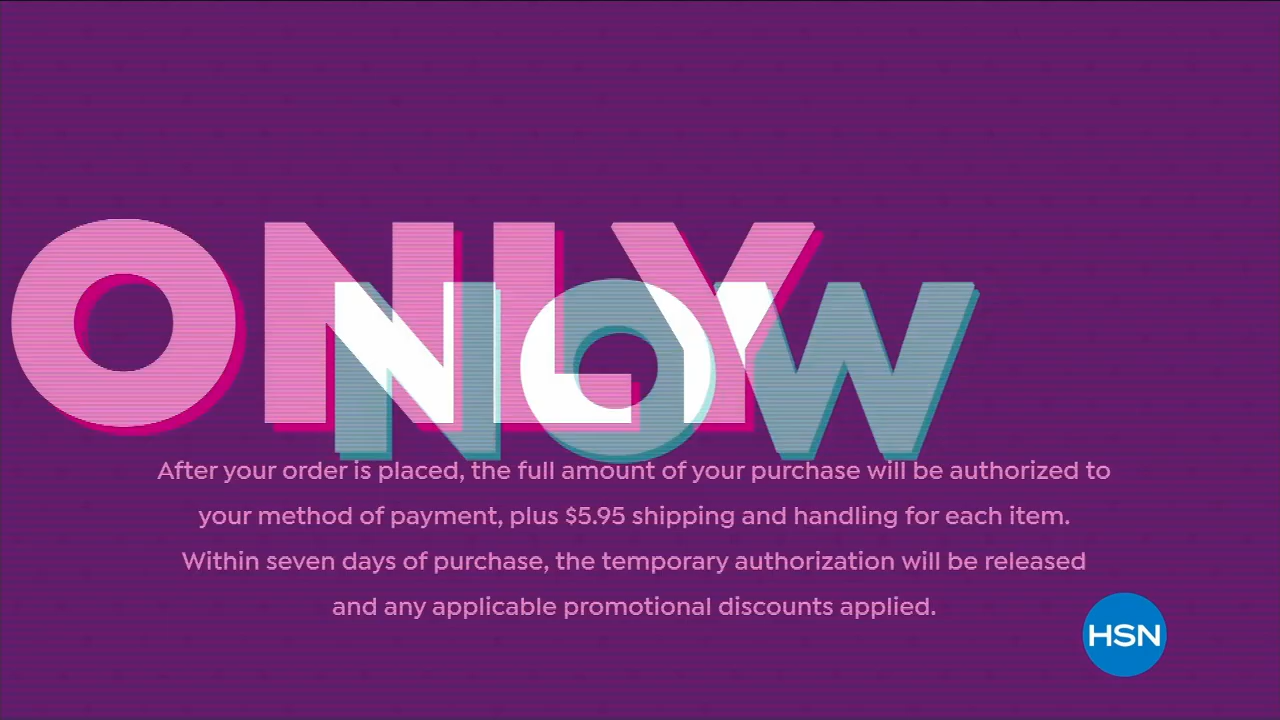 ONLY
NOW
After your order is placed, the full amount of your purchase will be authorized to
your method of payment, plus $5.95 shipping and handling for each item.
Within seven days of purchase, the temporary authorization will be released
and any applicable promotional discounts applied.
HSN